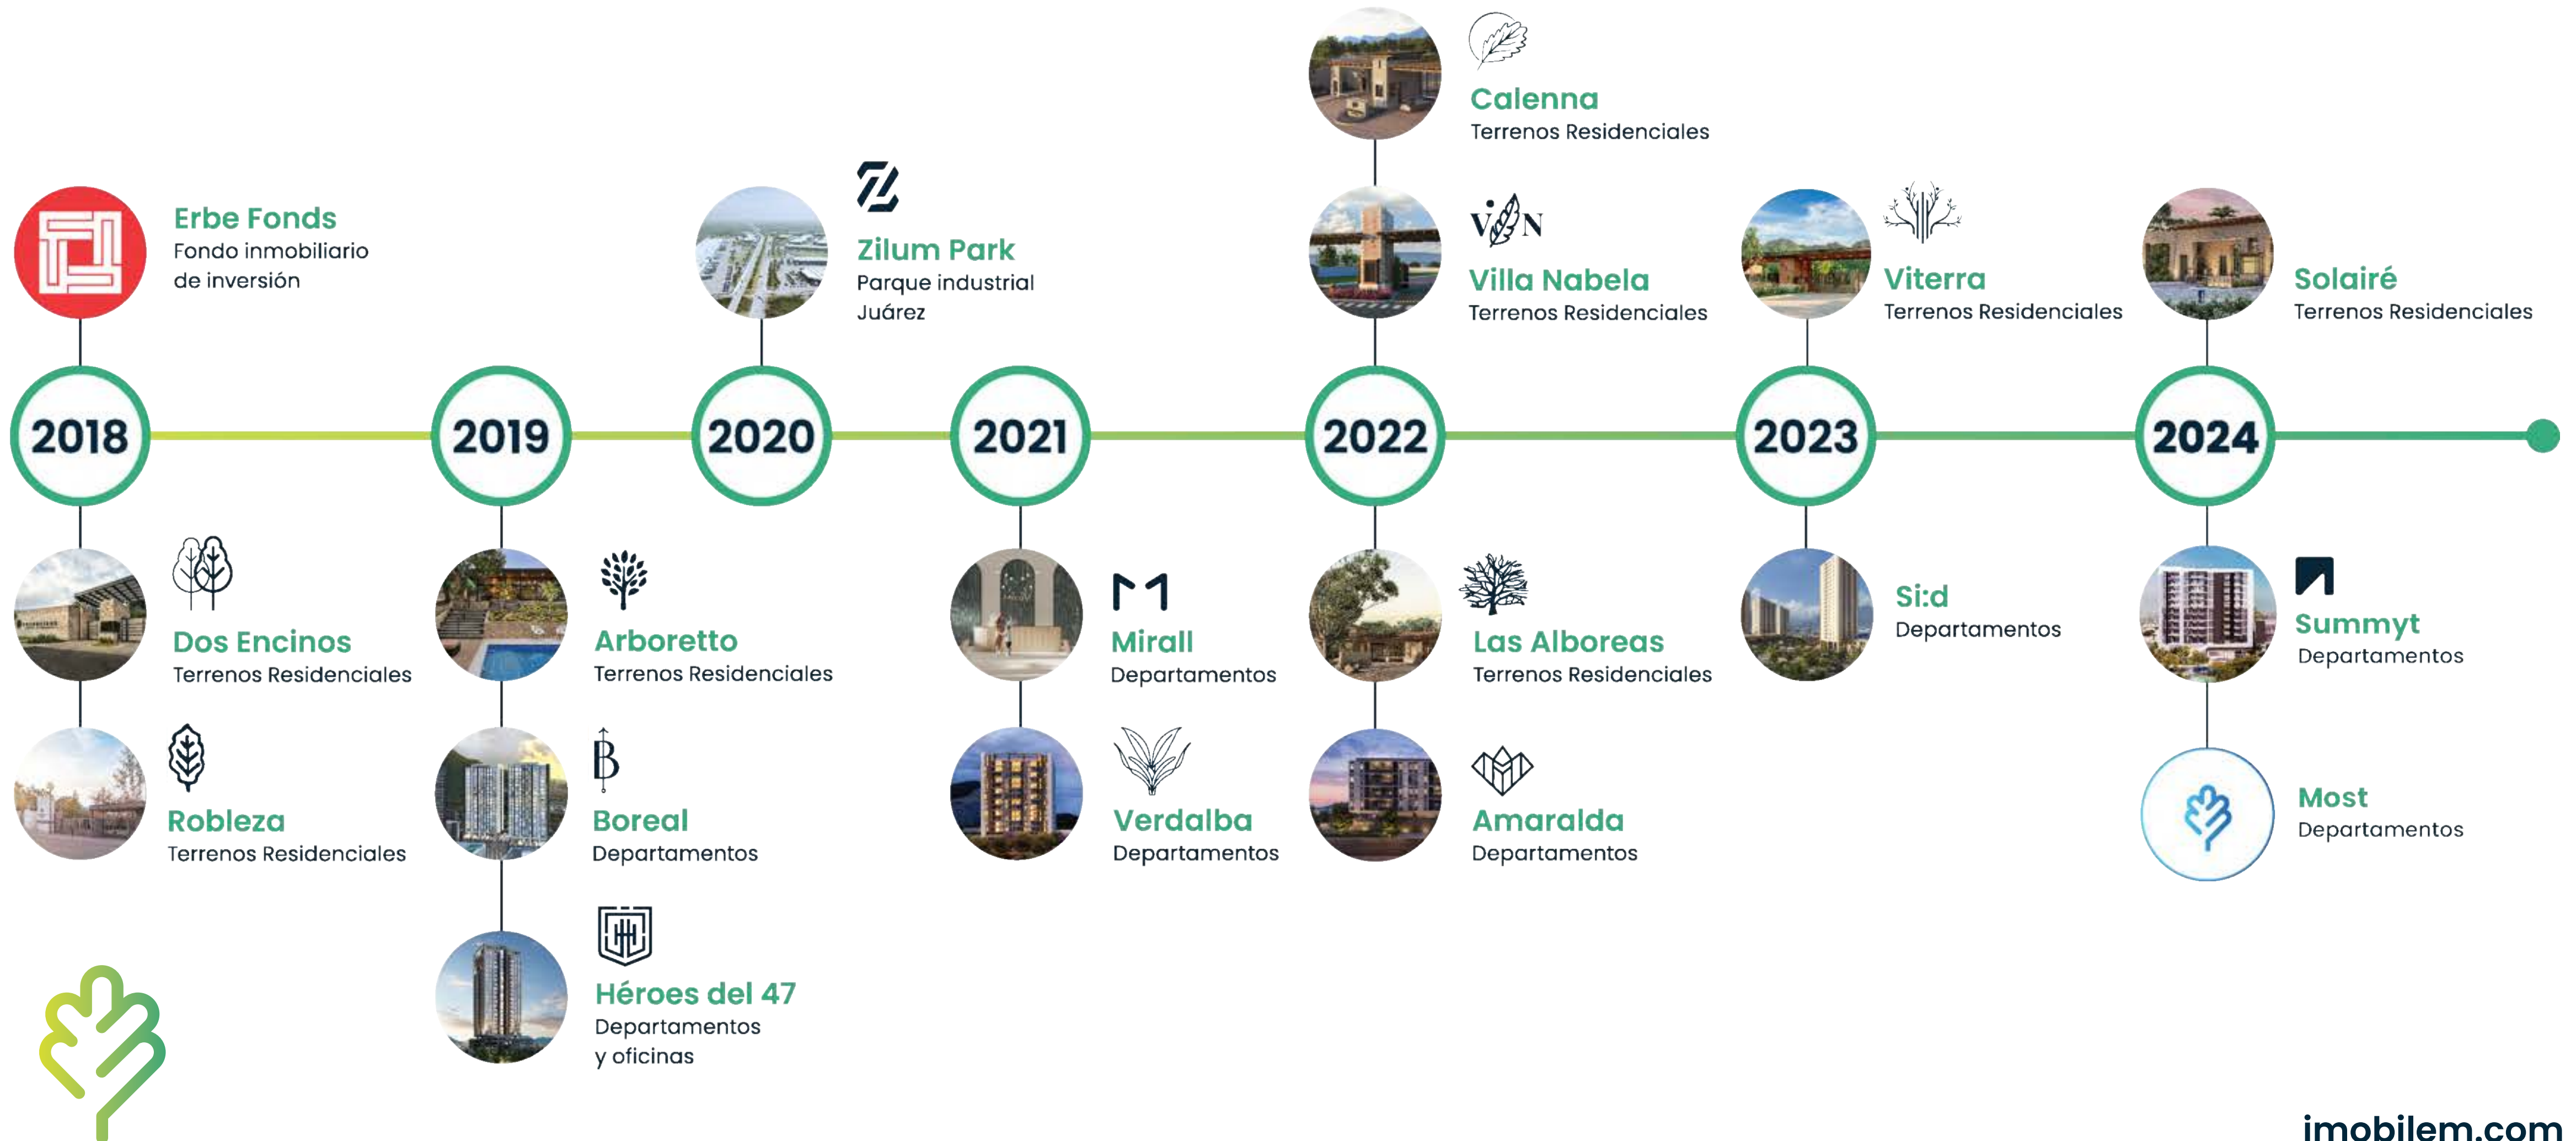 Calenna
Terrenos Residenciales
Erbe Fonds
Fondo inmobiliario
de inversión
Zilum Park
Parque industrial
Juárez
ViN
Villa Nabela
Terrenos Residenciales
Viterra
Terrenos Residenciales
Solairé
Terrenos Residenciales
2018
2019
2020
2021
2022
2023
2024
Dos Encinos
Terrenos Residenciales
Arboretto
Terrenos Residenciales
Mirall
Departamentos
Las Alboreas
Terrenos Residenciales
Si:d
Departamentos
Summyt
Departamentos
Robleza
Terrenos Residenciales
B
Boreal
Departamentos
Verdalba
Departamentos
Amaralda
Departamentos
Most
Departamentos
Héroes del 47
Departamentos
y oficinas
imobilem.com